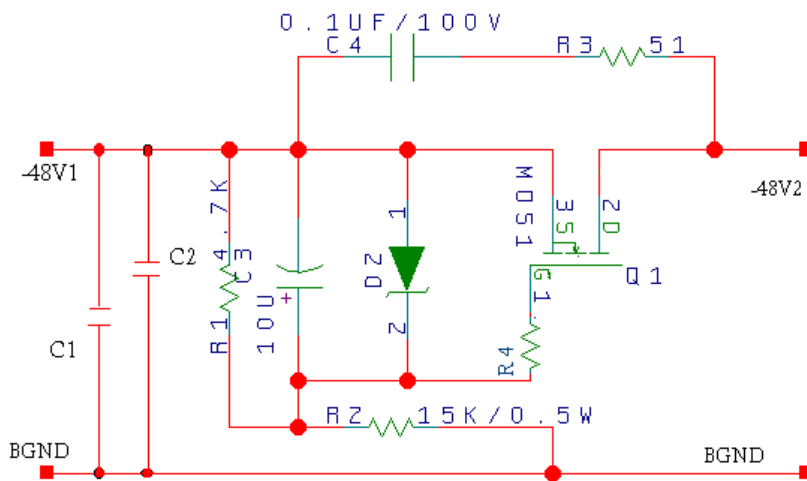 0.1UF/100V
C4
R3
51
-48V1
-48V2
MOS1
3S
2D
G1
Q1
C2
C1
R1
4.7K
C3
10U
+
1
DZ
2
R4
R2
15K/0.5W
BGND
BGND